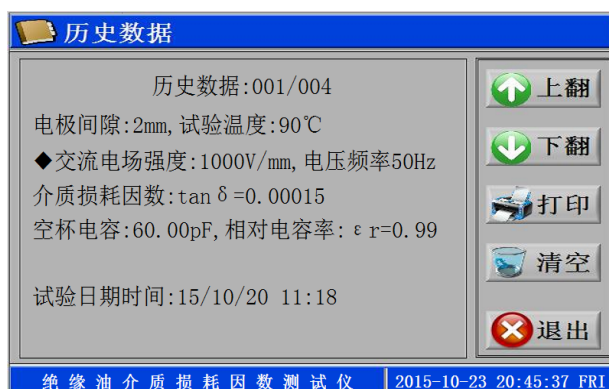 历史数据
历史数据:001/004
电极间隙:2mm,试验温度:90℃
◆交流电场强度:1000V/mm,电压频率50Hz
介质损耗因数:tanδ=0.00015
空杯电容:60.00pF,相对电容率:εr=0.99
试验日期时间:15/10/20 11:18
上翻
下翻
打印
清空
退出
绝缘油介质损耗因数测试仪 2015-10-23 20:45:37 FRI